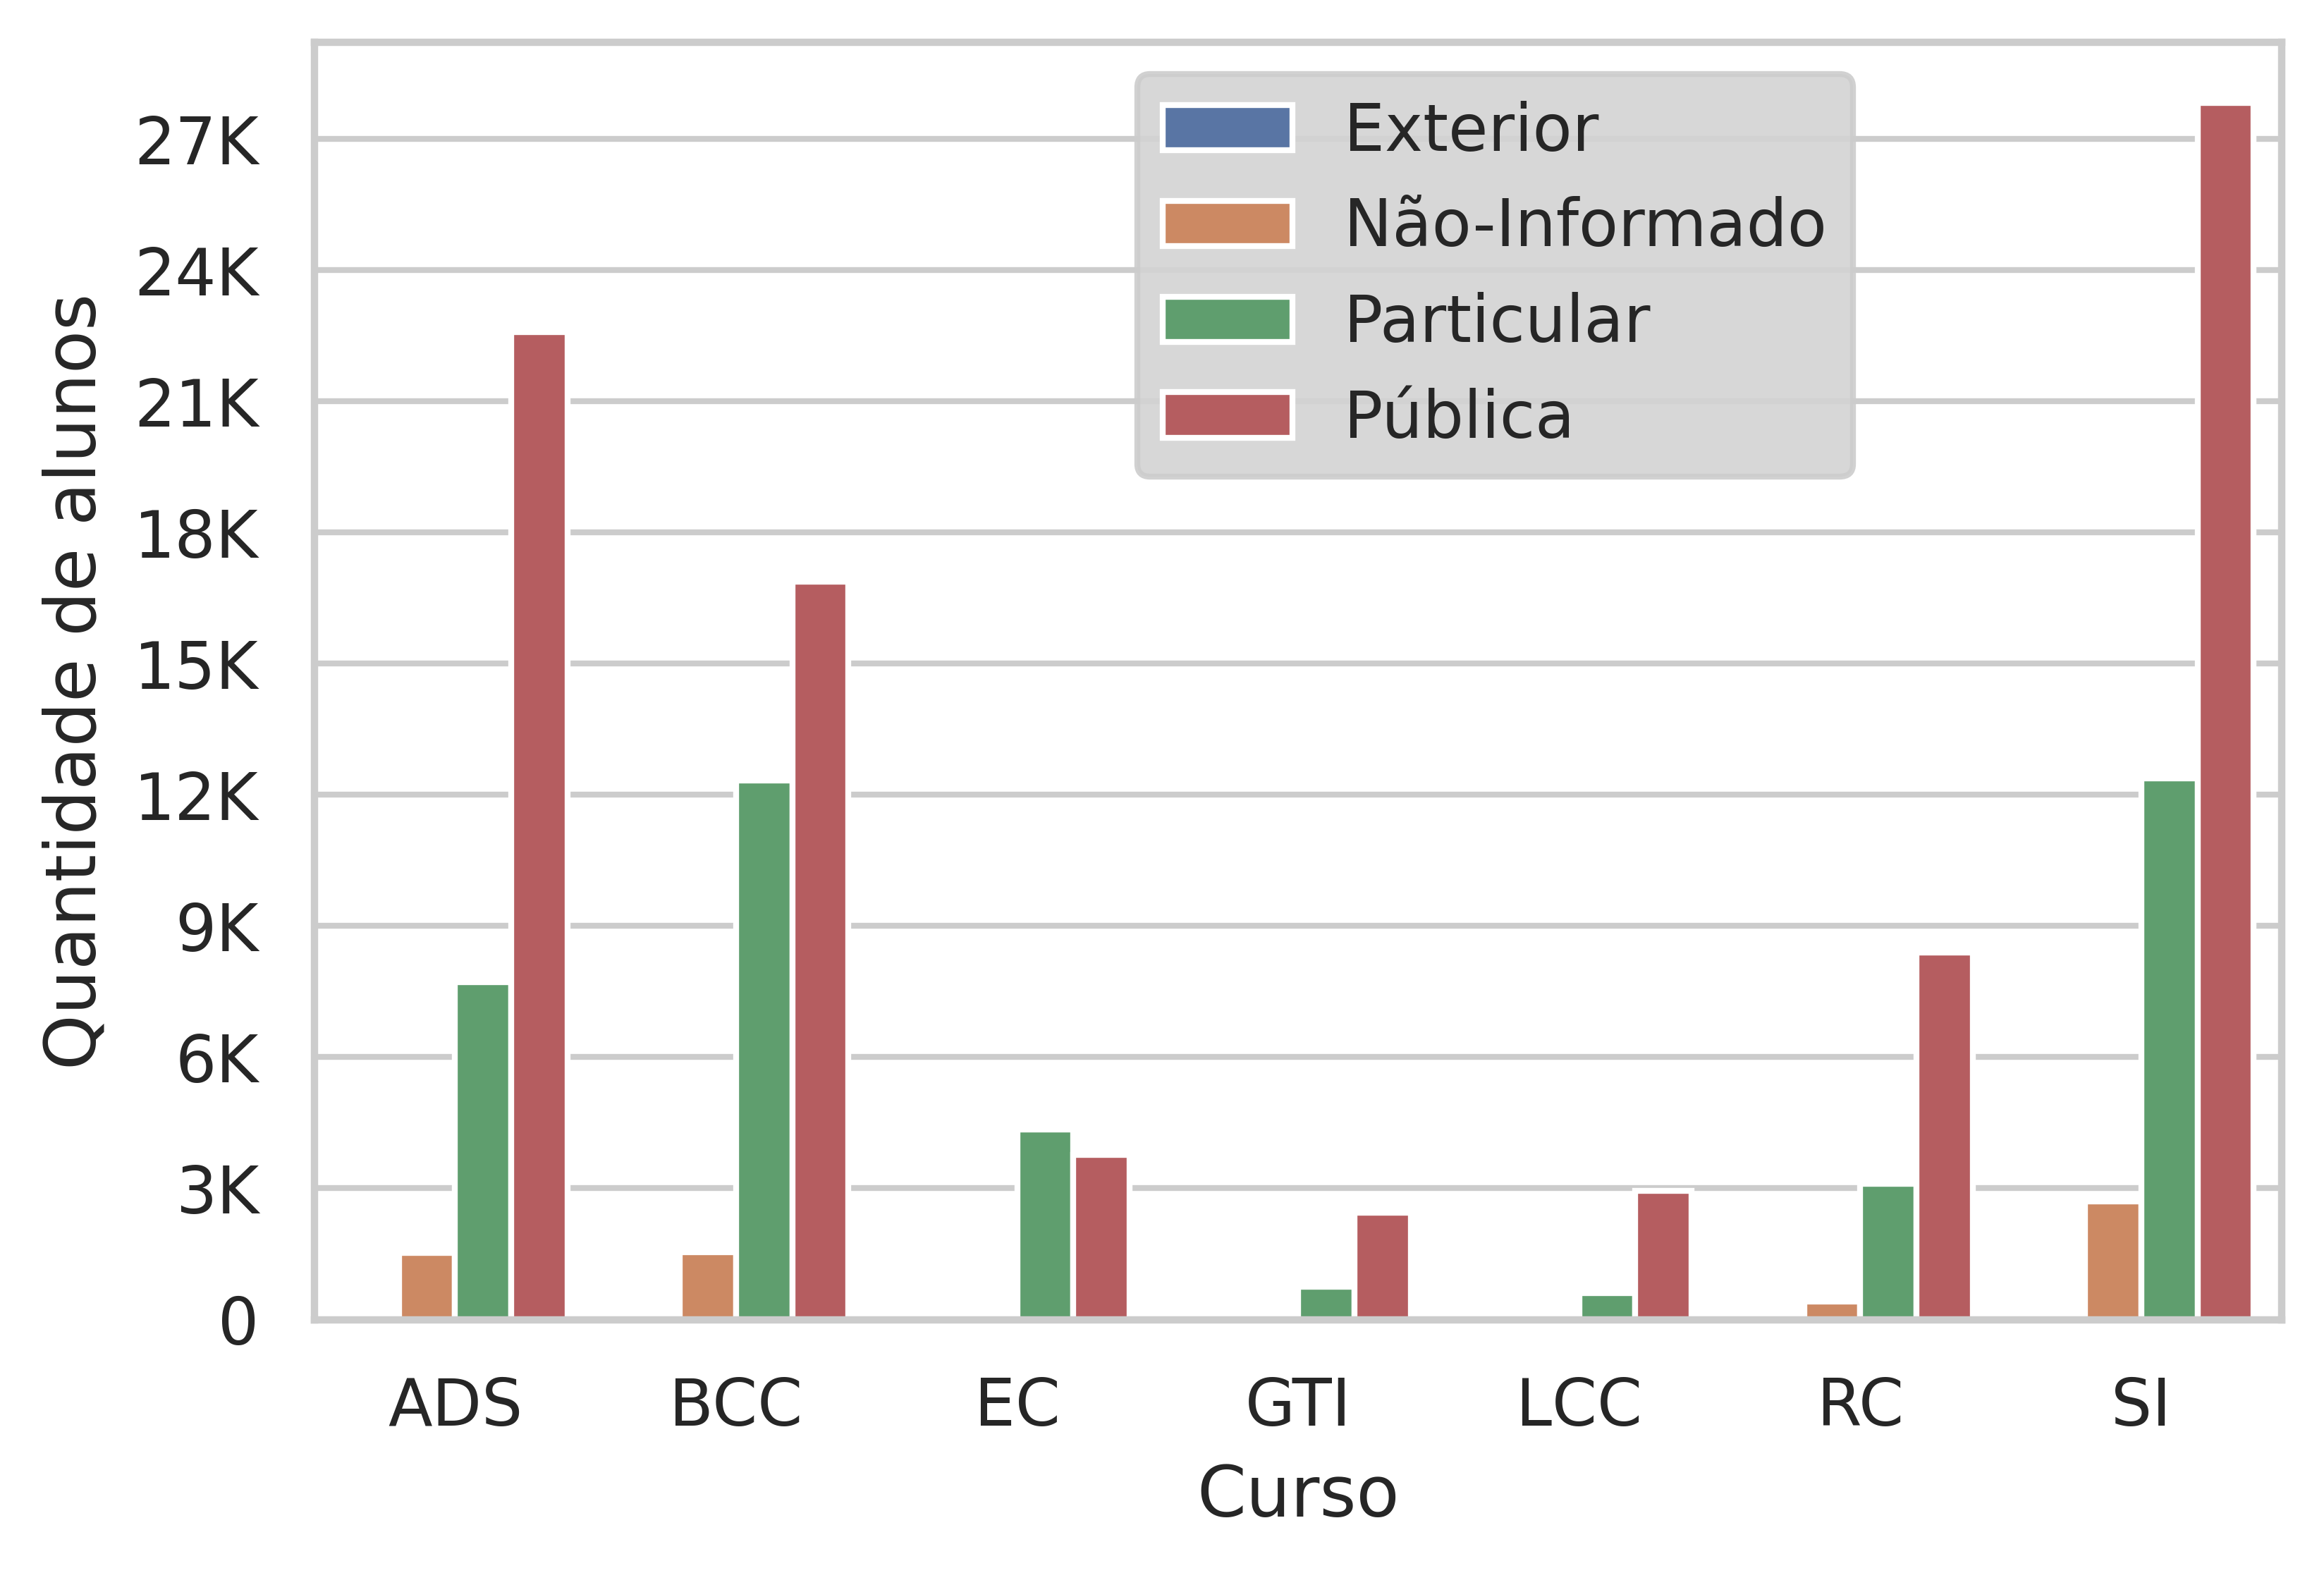 Exterior
Não-Informado
Particular
Pública
Quantidade de alunos
27K
24K
21K
18K
15K
12K
9K
6K
3K
0
ADS BCC EC GTI LCC RC SI
Curso